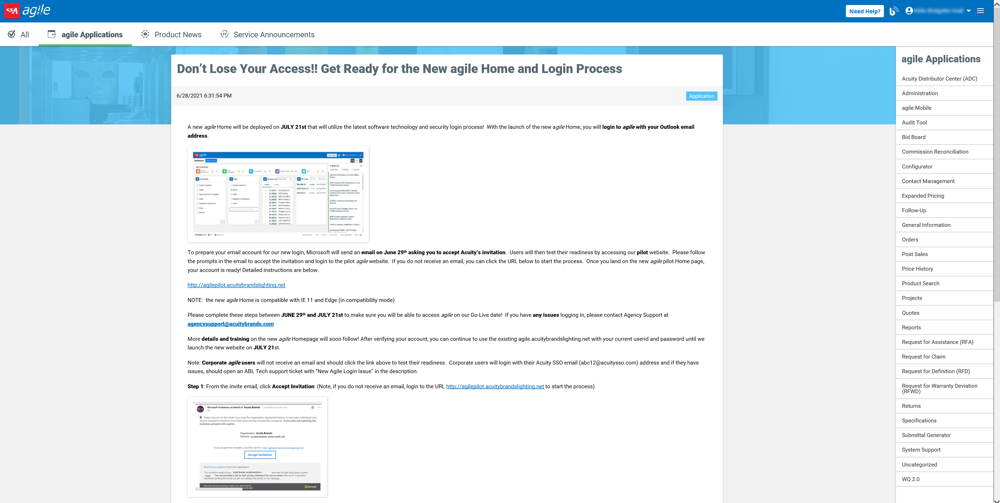 agile
Need Help?
All
agile Applications
Product News
Service Announcements
Don’t Lose Your Access!! Get Ready for the New agile Home and Login Process
6/28/2021 6:31:54 PM
Application
A new agile Home will be deployed on JULY 21st that will utilize the latest software technology and security login process!  With the launch of the new agile Home, you will login to agile with your Outlook email
address.
agile
Dashboard
My Favorites
Create New
Open
My Tasks
Project Container
Quote
Order
Request for Assistance
Claim
Returns
To prepare your email account for our new login, Microsoft will send an email on June 29th asking you to accept Acuity’s invitation.  Users will then test their readiness by accessing our pilot website.  Please follow
the prompts in the email to accept the invitation and login to the pilot agile website.  If you do not receive an email, you can click the URL below to start the process.  Once you land on the new agile pilot Home page,
your account is ready! Detailed instructions are below.
http://agilepilot.acuitybrandslighting.net
NOTE:  the new agile Home is compatible with IE 11 and Edge (in compatibility mode)
Please complete these steps between JUNE 29th and JULY 21st to make sure you will be able to access agile on our Go-Live date!  If you have any issues logging in, please contact Agency Support at
agencysupport@acuitybrands.com
More details and training on the new agile Homepage will soon follow! After verifying your account, you can continue to use the existing agile.acuitybrandslighting.net with your current userid and password until we
launch the new website on JULY 21st.
Note: Corporate agile users will not receive an email and should click the link above to test their readiness.  Corporate users will login with their Acuity SSO email (abc12@acuitysso.com) address and if they have
issues, should open an ABL Tech support ticket with “New Agile Login Issue” in the description.
Step 1: From the invite email, click Accept Invitation: (Note, if you do not receive an email, login to the URL http://agilepilot.acuitybrandslighting.net to start the process)
MA
Microsoft Invitations on behalf of Acuity Brands <invites@microsoft.com>
To:
Tue
Please only act on this email if you trust the organization represented below. In rare cases, individuals may
receive fraudulent invitations from bad actors posing as legitimate companies. If you were not expecting this
invitation, proceed with caution.
Organization: Acuity Brands
Domain: acuitybrandsinc.onmicrosoft.com
If you accept this invitation, you'll be sent to http://agilepilot.acuitybrandslighting.net
Accept invitation
Block future invitations from this organization.
This invitation email is from Acuity Brands (acuitybrandsinc.) and may include advertising content.
Acuity has not provided a link to their privacy statement for you to review. Microsoft Corporation
facilitated sending this email but did not validate the sender or the message.
Microsoft respects your privacy. To learn more, please read the
Microsoft
agile Applications
Acuity Distributor Center (ADC)
Administration
agile Mobile
Audit Tool
Bid Board
Commission Reconciliation
Configurator
Contact Management
Expanded Pricing
Follow-Up
General Information
Orders
Post Sales
Price History
Product Search
Projects
Quotes
Reports
Request for Assistance (RFA)
Request for Claim
Request for Definition (RFD)
Request for Warranty Deviation
(RFWD)
Returns
Specifications
Submittal Generator
System Support
Uncategorized
WQ 2.0